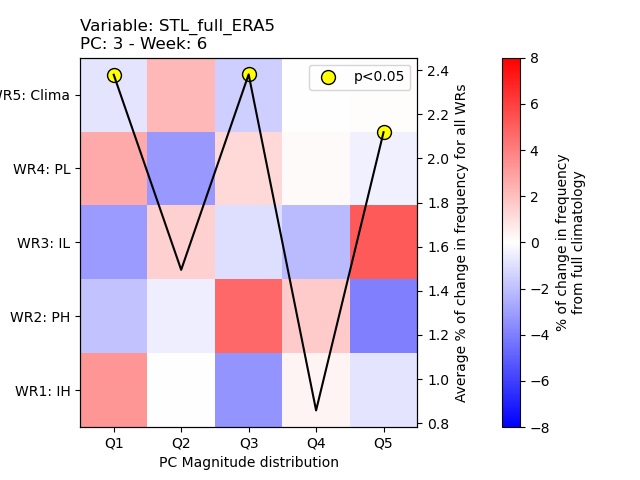 Variable: STL_full_ERA5
PC: 3 - Week: 6
p<0.05
WR5: Clima
WR4: PL
WR3: IL
WR2: PH
WR1: IH
Q1 Q2 Q3 Q4 Q5
PC Magnitude distribution
2.4
2.2
2.0
1.8
1.6
1.4
1.2
1.0
0.8
Average % of change in frequency for all WRs
8
6
4
2
0
−2
−4
−6
−8
% of change in frequency
from full climatology